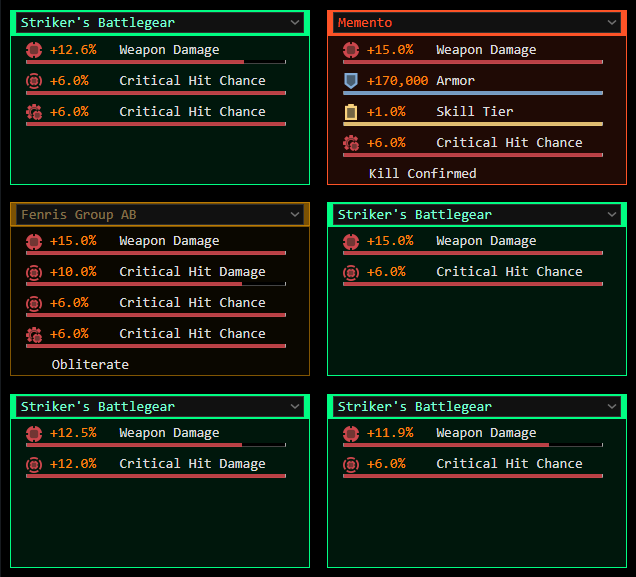 Striker's Battlegear
+12.6% Weapon Damage
+6.0% Critical Hit Chance
+6.0% Critical Hit Chance
Memento
+15.0% Weapon Damage
+170,000 Armor
+1.0% Skill Tier
+6.0% Critical Hit Chance
Kill Confirmed
Fenris Group AB
+15.0% Weapon Damage
+10.0% Critical Hit Damage
+6.0% Critical Hit Chance
+6.0% Critical Hit Chance
Obliterate
Striker's Battlegear
+15.0% Weapon Damage
+6.0% Critical Hit Chance
Striker's Battlegear
+12.5% Weapon Damage
+12.0% Critical Hit Damage
Striker's Battlegear
+11.9% Weapon Damage
+6.0% Critical Hit Chance